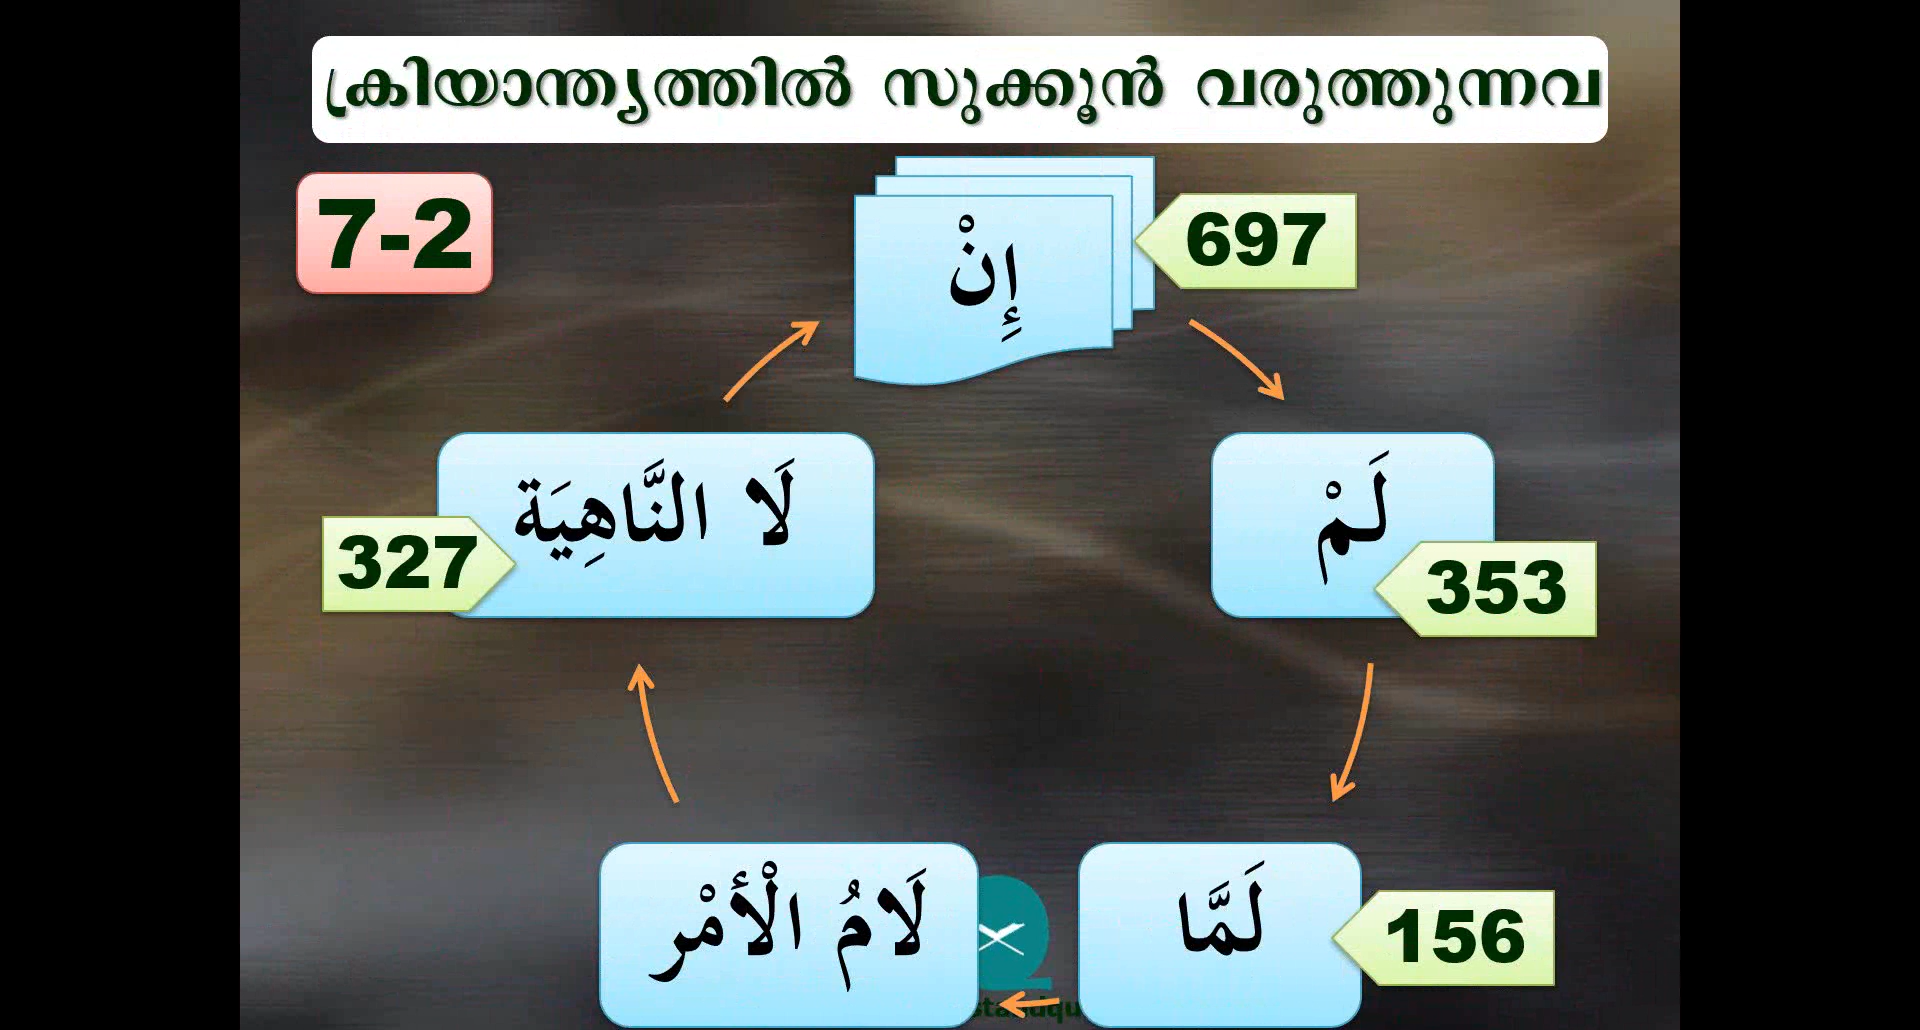 ക്രിയാന്ത്യത്തിൽ സുക്കൂൻ വരുത്തുന്നവ
7-2
إِنْ
697
لَمْ
353
لَا النَّاهِيَة
327
لَمَّا
156
لَامُ الْأَمْر